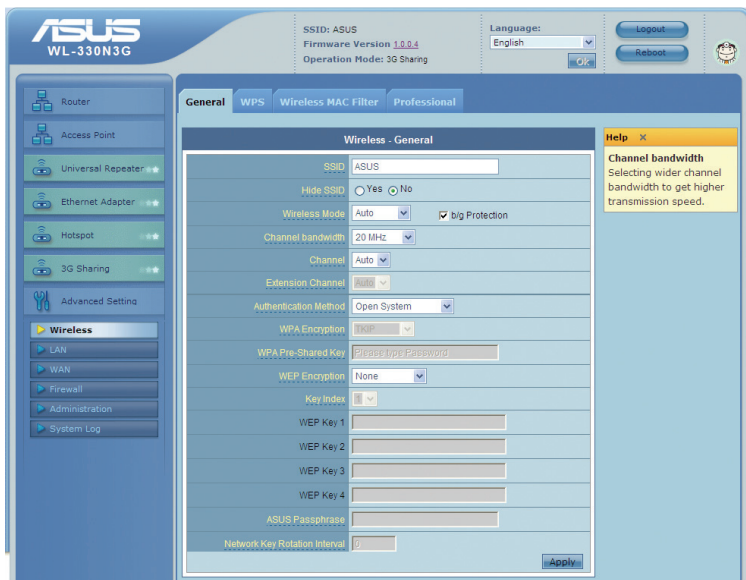 ASUS
WL-330N3G
SSID: ASUS
Firmware Version 1.0.0.4
Operation Mode: 3G Sharing
Language:
English
Ok
Logout
Reboot
Router
Access Point
Universal Repeater
Ethernet Adapter
Hotspot
3G Sharing
Advanced Setting
Wireless
LAN
WAN
Firewall
Administration
System Log
General WPS Wireless MAC Filter Professional
Wireless - General
SSID ASUS
Hide SSID Yes No
Wireless Mode Auto b/g Protection
Channel bandwidth 20 MHz
Channel Auto
Extension Channel Auto
Authentication Method Open System
WPA Encryption TKIP
WPA Pre-Shared Key Please type Password
WEP Encryption None
Key Index 1
WEP Key 1
WEP Key 2
WEP Key 3
WEP Key 4
ASUS Passphrase
Network Key Rotation Interval 0
Apply
Help X
Channel bandwidth
Selecting wider channel
bandwidth to get higher
transmission speed.